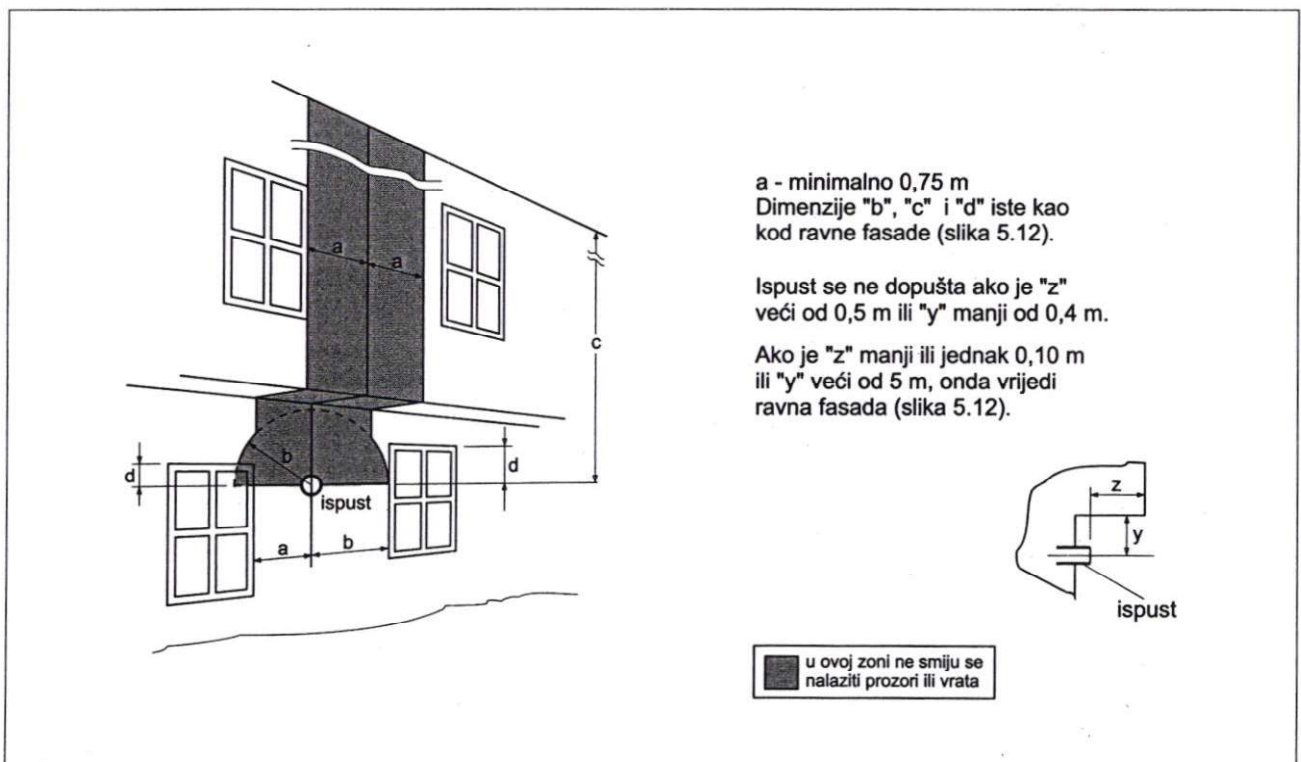 a
a
c
b
d
d
ispust
a
b
a - minimalno 0,75 m
Dimenzije "b", "c" i "d" iste kao
kod ravne fasade (slika 5.12).
Ispust se ne dopušta ako je "z"
veći od 0,5 m ili "y" manji od 0,4 m.
Ako je "z" manji ili jednak 0,10 m
ili "y" veći od 5 m, onda vrijedi
ravna fasada (slika 5.12).
z
y
ispust
u ovoj zoni ne smiju se
nalaziti prozori ili vrata